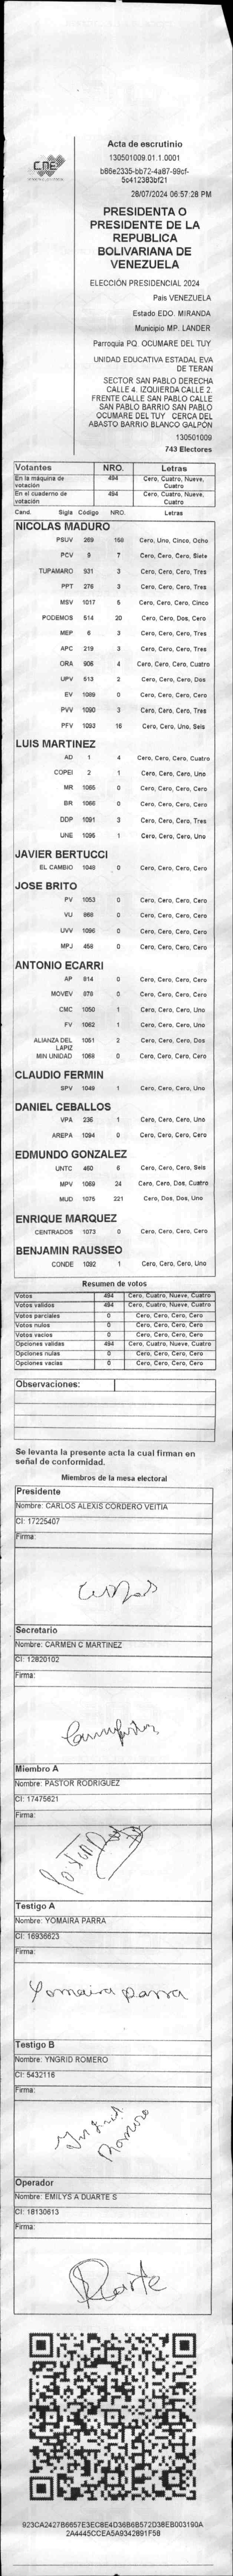 CNE
Acta de escrutinio
130501009.01.1.0001
b86e2335-bb72-4a87-99cf-
5c412383bf21
28/07/2024 06:57:28 PM
PRESIDENTA O
PRESIDENTE DE LA
REPUBLICA
BOLIVARIANA DE
VENEZUELA
ELECCIÓN PRESIDENCIAL 2024
País VENEZUELA
Estado EDO. MIRANDA
Municipio MP. LANDER
Parroquia PQ. OCUMARE DEL TUY
UNIDAD EDUCATIVA ESTADAL EVA
DE TERAN
SECTOR SAN PABLO DERECHA
CALLE 4. IZQUIERDA CALLE 2.
FRENTE CALLE SAN PABLO CALLE
SAN PABLO BARRIO SAN PABLO
OCUMARE DEL TUY CERCA DEL
ABASTO BARRIO BLANCO GALPÓN
130501009
743 Electores
Votantes NRO. Letras
En la máquina de votación 494 Cero, Cuatro, Nueve, Cuatro
En el cuaderno de votación 494 Cero, Cuatro, Nueve, Cuatro
Cand. Sigla Código NRO. Letras
NICOLAS MADURO
PSUV 269 158 Cero, Uno, Cinco, Ocho
PCV 9 7 Cero, Cero, Cero, Siete
TUPAMARO 931 3 Cero, Cero, Cero, Tres
PPT 276 3 Cero, Cero, Cero, Tres
MSV 1017 5 Cero, Cero, Cero, Cinco
PODEMOS 514 20 Cero, Cero, Dos, Cero
MEP 6 3 Cero, Cero, Cero, Tres
APC 219 3 Cero, Cero, Cero, Tres
ORA 906 4 Cero, Cero, Cero, Cuatro
UPV 513 2 Cero, Cero, Cero, Dos
EV 1089 0 Cero, Cero, Cero, Cero
PVV 1090 3 Cero, Cero, Cero, Tres
PFV 1093 16 Cero, Cero, Uno, Seis
LUIS MARTINEZ
AD 1 4 Cero, Cero, Cero, Cuatro
COPEI 2 1 Cero, Cero, Cero, Uno
MR 1065 0 Cero, Cero, Cero, Cero
BR 1066 0 Cero, Cero, Cero, Cero
DDP 1091 3 Cero, Cero, Cero, Tres
UNE 1095 1 Cero, Cero, Cero, Uno
JAVIER BERTUCCI
EL CAMBIO 1048 0 Cero, Cero, Cero, Cero
JOSE BRITO
PV 1053 0 Cero, Cero, Cero, Cero
VU 868 0 Cero, Cero, Cero, Cero
UVV 1096 0 Cero, Cero, Cero, Cero
MPJ 458 0 Cero, Cero, Cero, Cero
ANTONIO ECARRI
AP 814 0 Cero, Cero, Cero, Cero
MOVEV 978 0 Cero, Cero, Cero, Cero
CMC 1050 1 Cero, Cero, Cero, Uno
FV 1062 1 Cero, Cero, Cero, Uno
ALIANZA DEL LAPIZ 1051 2 Cero, Cero, Cero, Dos
MIN UNIDAD 1068 0 Cero, Cero, Cero, Cero
CLAUDIO FERMIN
SPV 1049 1 Cero, Cero, Cero, Uno
DANIEL CEBALLOS
VPA 236 1 Cero, Cero, Cero, Uno
AREPA 1094 0 Cero, Cero, Cero, Cero
EDMUNDO GONZALEZ
UNTC 460 6 Cero, Cero, Cero, Seis
MPV 1069 24 Cero, Cero, Dos, Cuatro
MUD 1075 221 Cero, Dos, Dos, Uno
ENRIQUE MARQUEZ
CENTRADOS 1073 0 Cero, Cero, Cero, Cero
BENJAMIN RAUSSEO
CONDE 1092 1 Cero, Cero, Cero, Uno
Resumen de votos
Votos 494 Cero, Cuatro, Nueve, Cuatro
Votos validos 494 Cero, Cuatro, Nueve, Cuatro
Votos parciales 0 Cero, Cero, Cero, Cero
Votos nulos 0 Cero, Cero, Cero, Cero
Votos vacios 0 Cero, Cero, Cero, Cero
Opciones validas 494 Cero, Cuatro, Nueve, Cuatro
Opciones nulas 0 Cero, Cero, Cero, Cero
Opciones vacias 0 Cero, Cero, Cero, Cero
Observaciones:
Se levanta la presente acta la cual firman en
señal de conformidad.
Miembros de la mesa electoral
Presidente
Nombre: CARLOS ALEXIS CORDERO VEITIA
CI: 17225407
Firma:
Secretario
Nombre: CARMEN C MARTINEZ
CI: 12820102
Firma:
Miembro A
Nombre: PASTOR RODRIGUEZ
CI: 17475621
Firma:
Testigo A
Nombre: YOMAIRA PARRA
CI: 16936623
Firma:
Yomaira parra
Testigo B
Nombre: YNGRID ROMERO
CI: 5432116
Firma:
Yngrid
Romero
Operador
Nombre: EMILYS A DUARTE S
CI: 18130613
Firma:
Duarte
923CA2427B6657E3EC8E4D36B6B572D38EB003190A
2A4445CCEA5A9342891F58